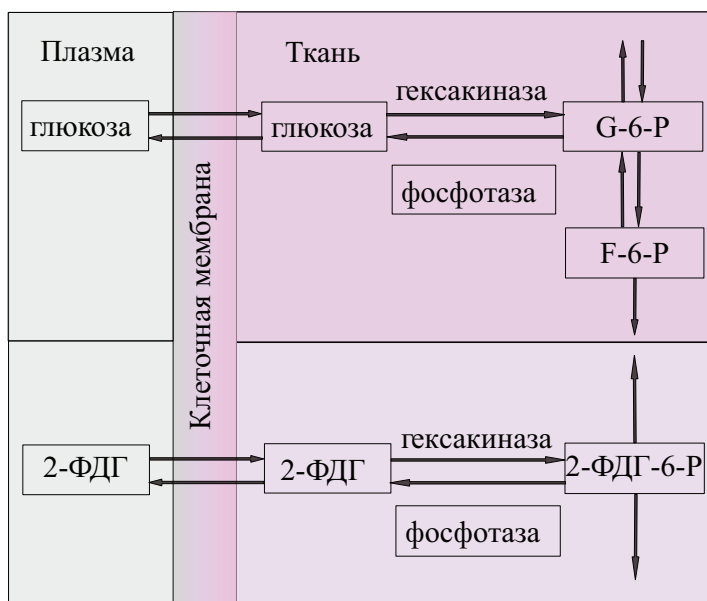 Плазма
Ткань
глюкоза
глюкоза
гексакиназа
G-6-P
фосфотаза
F-6-P
Клеточная мембрана
2-ФДГ
2-ФДГ
гексакиназа
2-ФДГ-6-P
фосфотаза